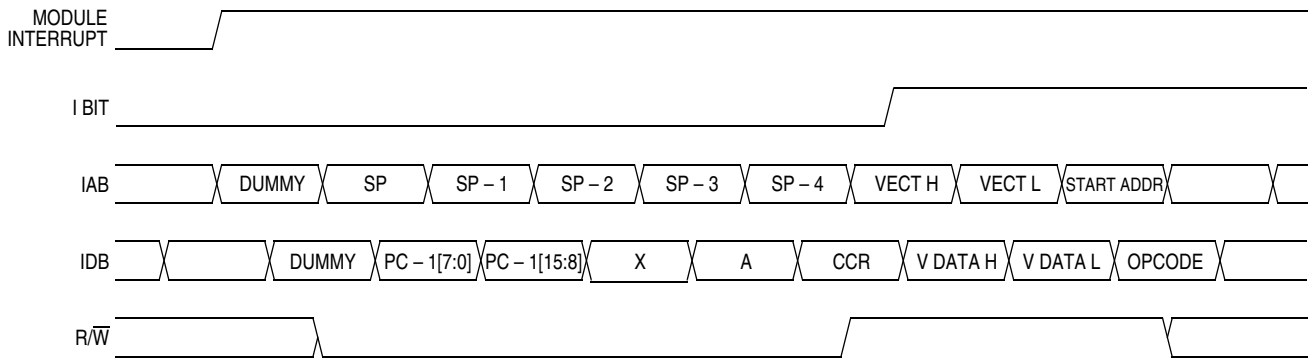 MODULE
INTERRUPT
I BIT
IAB DUMMY SP SP – 1 SP – 2 SP – 3 SP – 4 VECT H VECT L START ADDR
IDB DUMMY PC – 1[7:0] PC – 1[15:8] X A CCR V DATA H V DATA L OPCODE
R/W̅